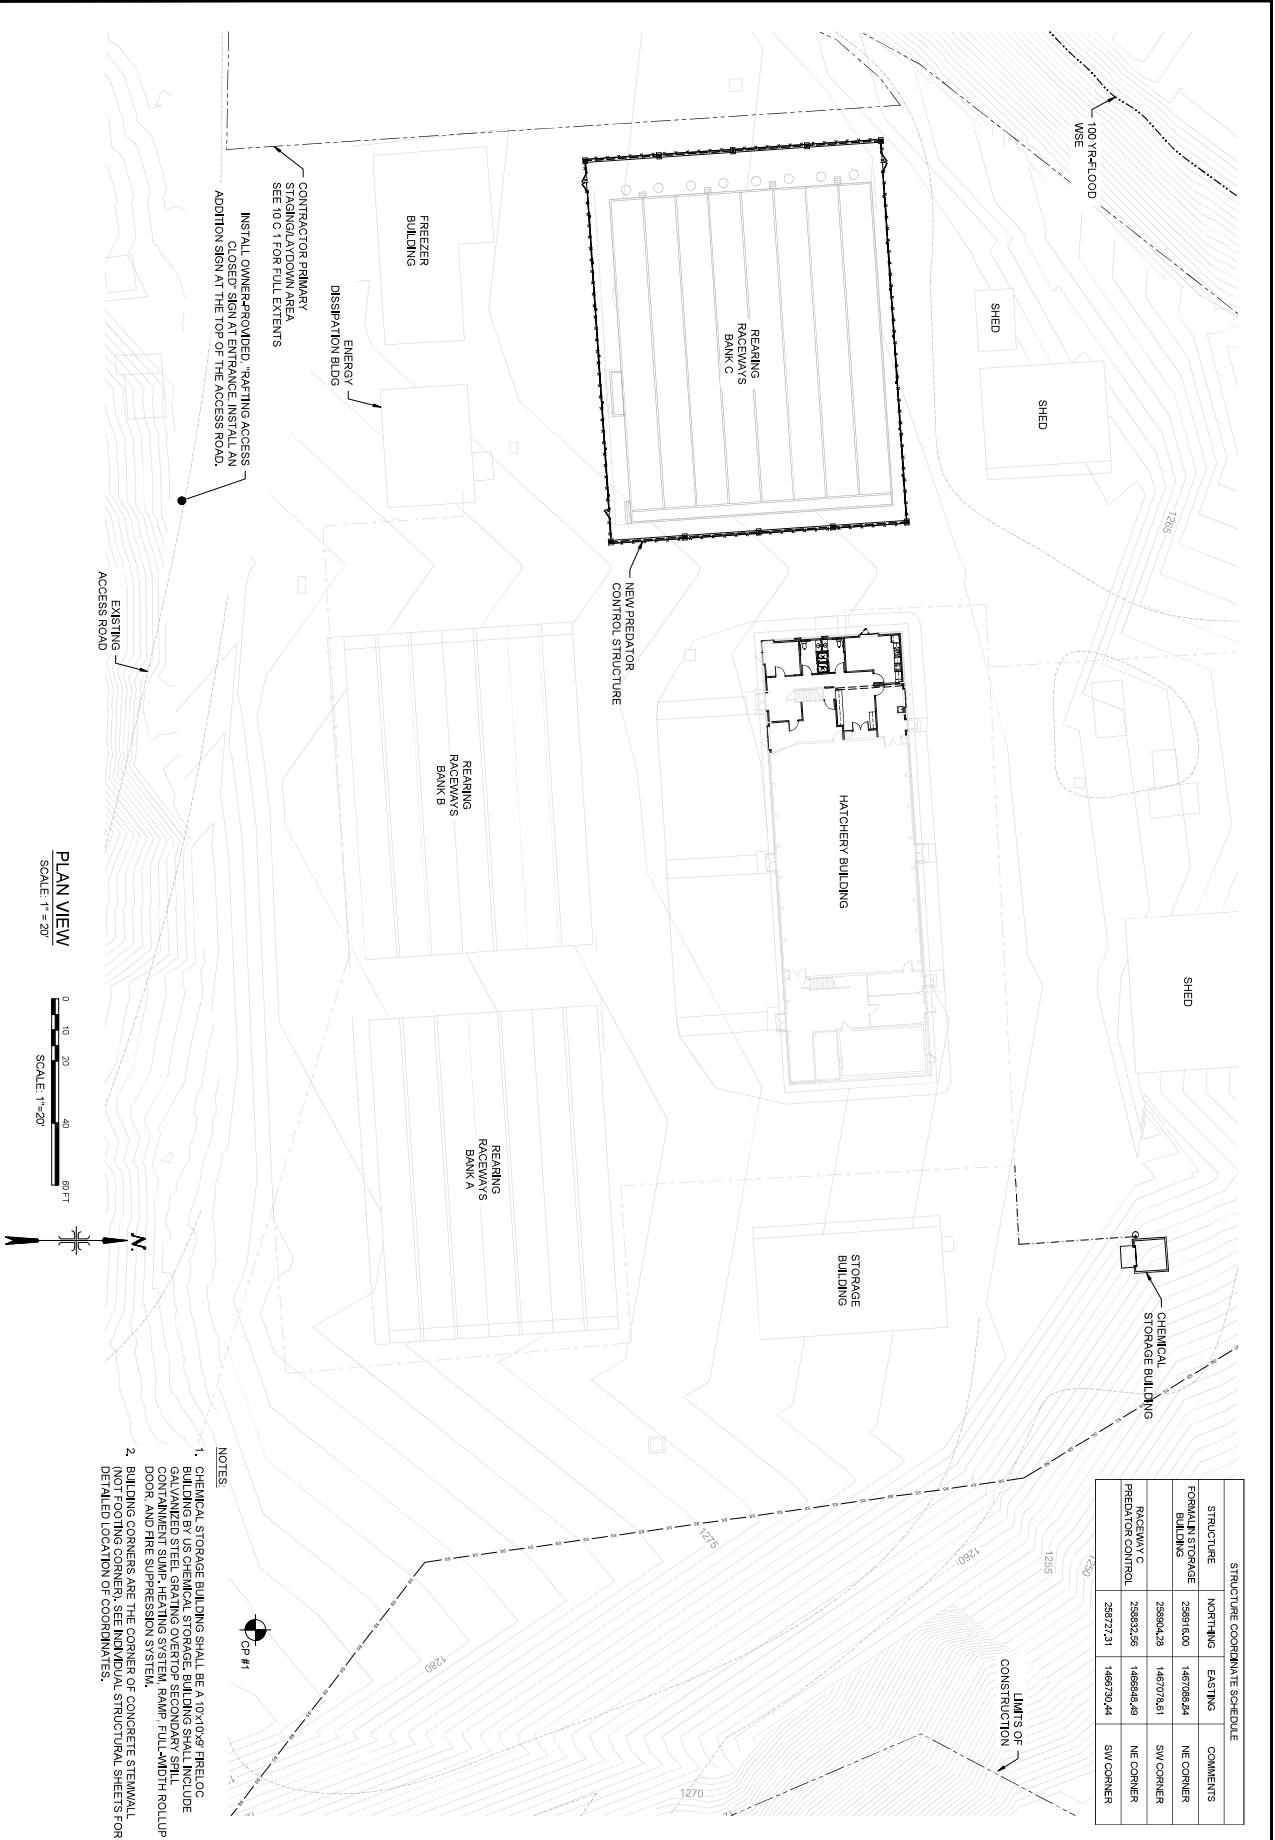 100 YR-FLOOD
WSE
CONTRACTOR PRIMARY
STAGING/LAYDOWN AREA
SEE 10 C 1 FOR FULL EXTENTS
FREEZER
BUILDING
INSTALL OWNER-PROVIDED, "RAFTING ACCESS
CLOSED" SIGN AT ENTRANCE. INSTALL AN
ADDITION SIGN AT THE TOP OF THE ACCESS ROAD.
ENERGY
DISSIPATION BLDG
REARING
RACEWAYS
BANK C
SHED
SHED
1265
NEW PREDATOR
CONTROL STRUCTURE
EXISTING
ACCESS ROAD
REARING
RACEWAYS
BANK B
HATCHERY BUILDING
SHED
REARING
RACEWAYS
BANK A
STORAGE
BUILDING
CHEMICAL
STORAGE BUILDING
PLAN VIEW
SCALE: 1" = 20'
0 10 20 40 60 FT
SCALE: 1"=20'
N.
NOTES:
1. CHEMICAL STORAGE BUILDING SHALL BE A 10'x10'x9' FIRELOC
BUILDING BY US CHEMICAL STORAGE. BUILDING SHALL INCLUDE
GALVANIZED STEEL GRATING OVERTOP SECONDARY SPILL
CONTAINMENT SUMP, HEATING SYSTEM, RAMP, FULL-WIDTH ROLLUP
DOOR, AND FIRE SUPPRESSION SYSTEM.
2. BUILDING CORNERS ARE THE CORNER OF CONCRETE STEMWALL
(NOT FOOTING CORNER). SEE INDIVIDUAL STRUCTURAL SHEETS FOR
DETAILED LOCATION OF COORDINATES.
CP #1
1275
1280
1260
1255
1250
1270
LIMITS OF
CONSTRUCTION
STRUCTURE COORDINATE SCHEDULE
STRUCTURE NORTHING EASTING COMMENTS
FORMALIN STORAGE
BUILDING
258916.00 1467088.84 NE CORNER
258904.28 1467078.61 SW CORNER
RACEWAY C
PREDATOR CONTROL
258832.56 1466848.49 NE CORNER
258727.31 1466730.44 SW CORNER